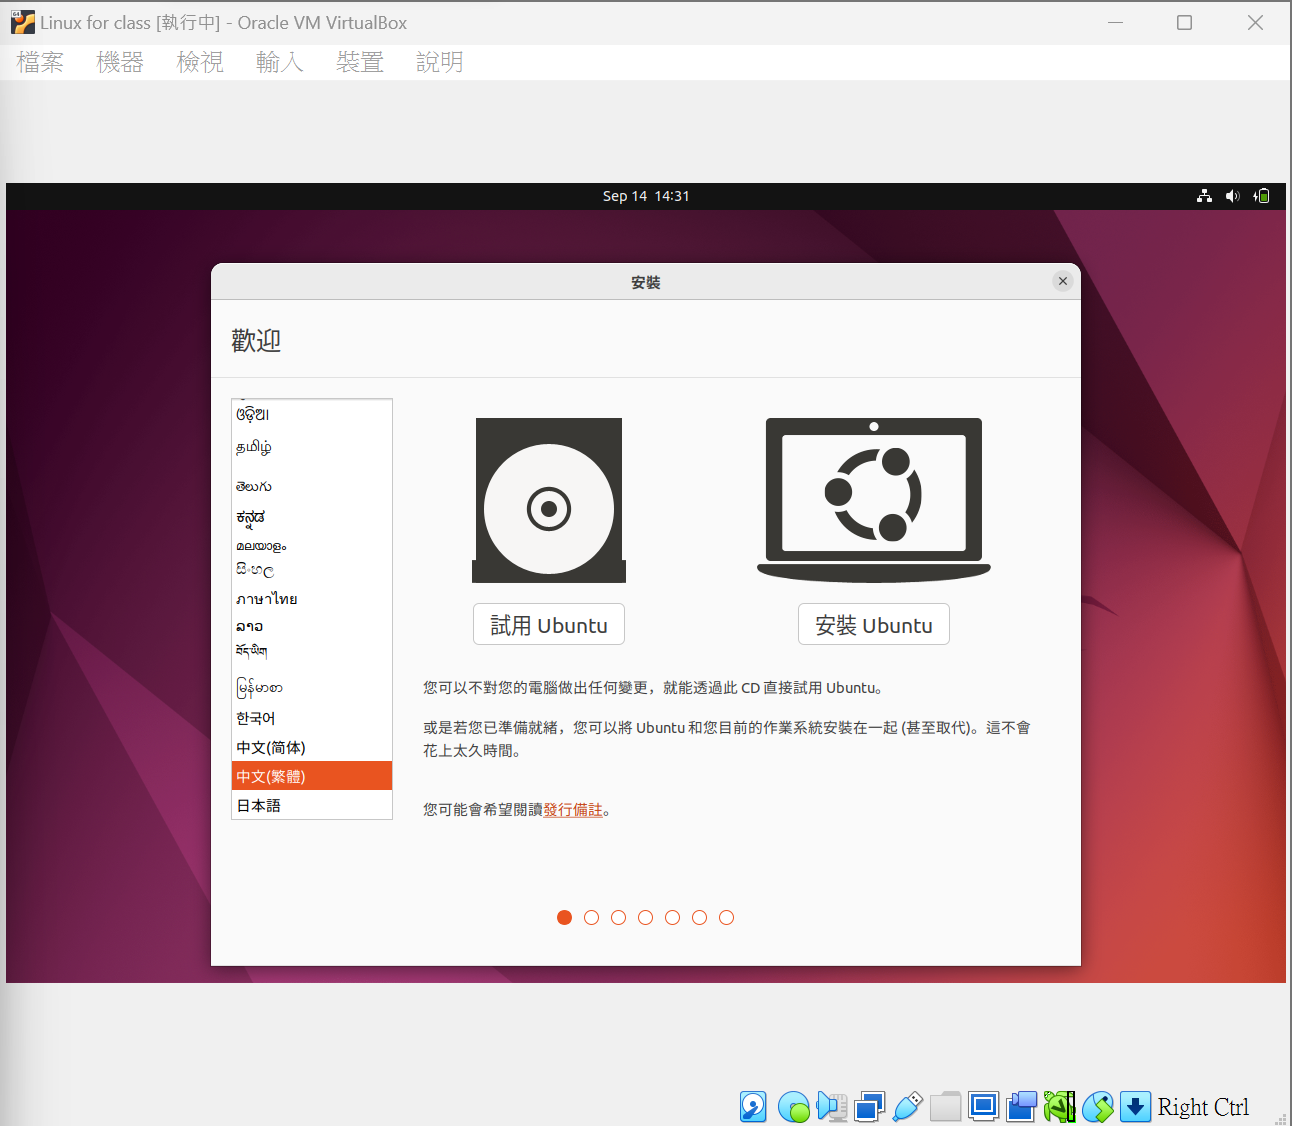 Linux for class [執行中] - Oracle VM VirtualBox
檔案 機器 檢視 輸入 裝置 說明
Sep 14 14:31
安裝
歡迎
ଓଡ଼ିଆ
தமிழ்
తెలుగు
ಕನ್ನಡ
മലയാളം
සිංහල
ภาษาไทย
ລາວ
བོད་ཡིག
မြန်မာစာ
한국어
中文(简体)
中文(繁體)
日本語
試用 Ubuntu
安裝 Ubuntu
您可以不對您的電腦做出任何變更，就能透過此 CD 直接試用 Ubuntu。
或是若您已準備就緒，您可以將 Ubuntu 和您目前的作業系統安裝在一起 (甚至取代)。這不會
花上太久時間。
您可能會希望閱讀發行備註。
Right Ctrl